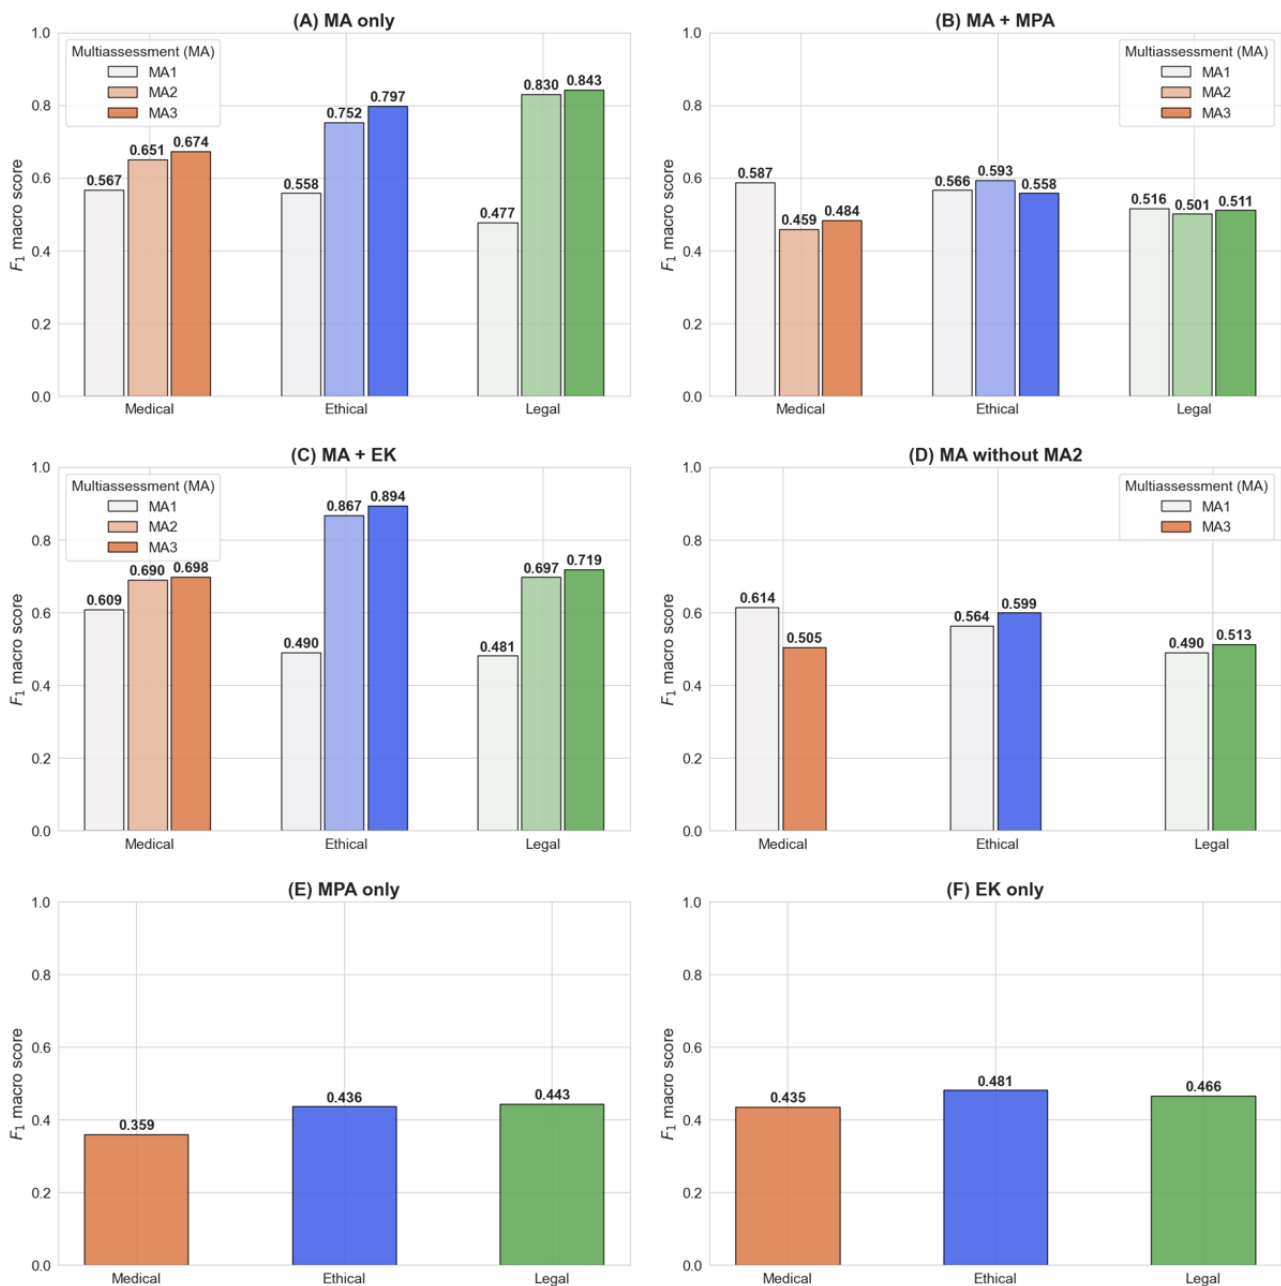 (A) MA only
F1 macro score
1.0
0.8
0.6
0.4
0.2
0.0
Multiassessment (MA)
MA1
MA2
MA3
0.567
0.651
0.674
0.558
0.752
0.797
0.477
0.830
0.843
Medical
Ethical
Legal
(B) MA + MPA
F1 macro score
1.0
0.8
0.6
0.4
0.2
0.0
Multiassessment (MA)
MA1
MA2
MA3
0.587
0.459
0.484
0.566
0.593
0.558
0.516
0.501
0.511
Medical
Ethical
Legal
(C) MA + EK
F1 macro score
1.0
0.8
0.6
0.4
0.2
0.0
Multiassessment (MA)
MA1
MA2
MA3
0.609
0.690
0.698
0.490
0.867
0.894
0.481
0.697
0.719
Medical
Ethical
Legal
(D) MA without MA2
F1 macro score
1.0
0.8
0.6
0.4
0.2
0.0
Multiassessment (MA)
MA1
MA3
0.614
0.505
0.564
0.599
0.490
0.513
Medical
Ethical
Legal
(E) MPA only
F1 macro score
1.0
0.8
0.6
0.4
0.2
0.0
0.359
0.436
0.443
Medical
Ethical
Legal
(F) EK only
F1 macro score
1.0
0.8
0.6
0.4
0.2
0.0
0.435
0.481
0.466
Medical
Ethical
Legal